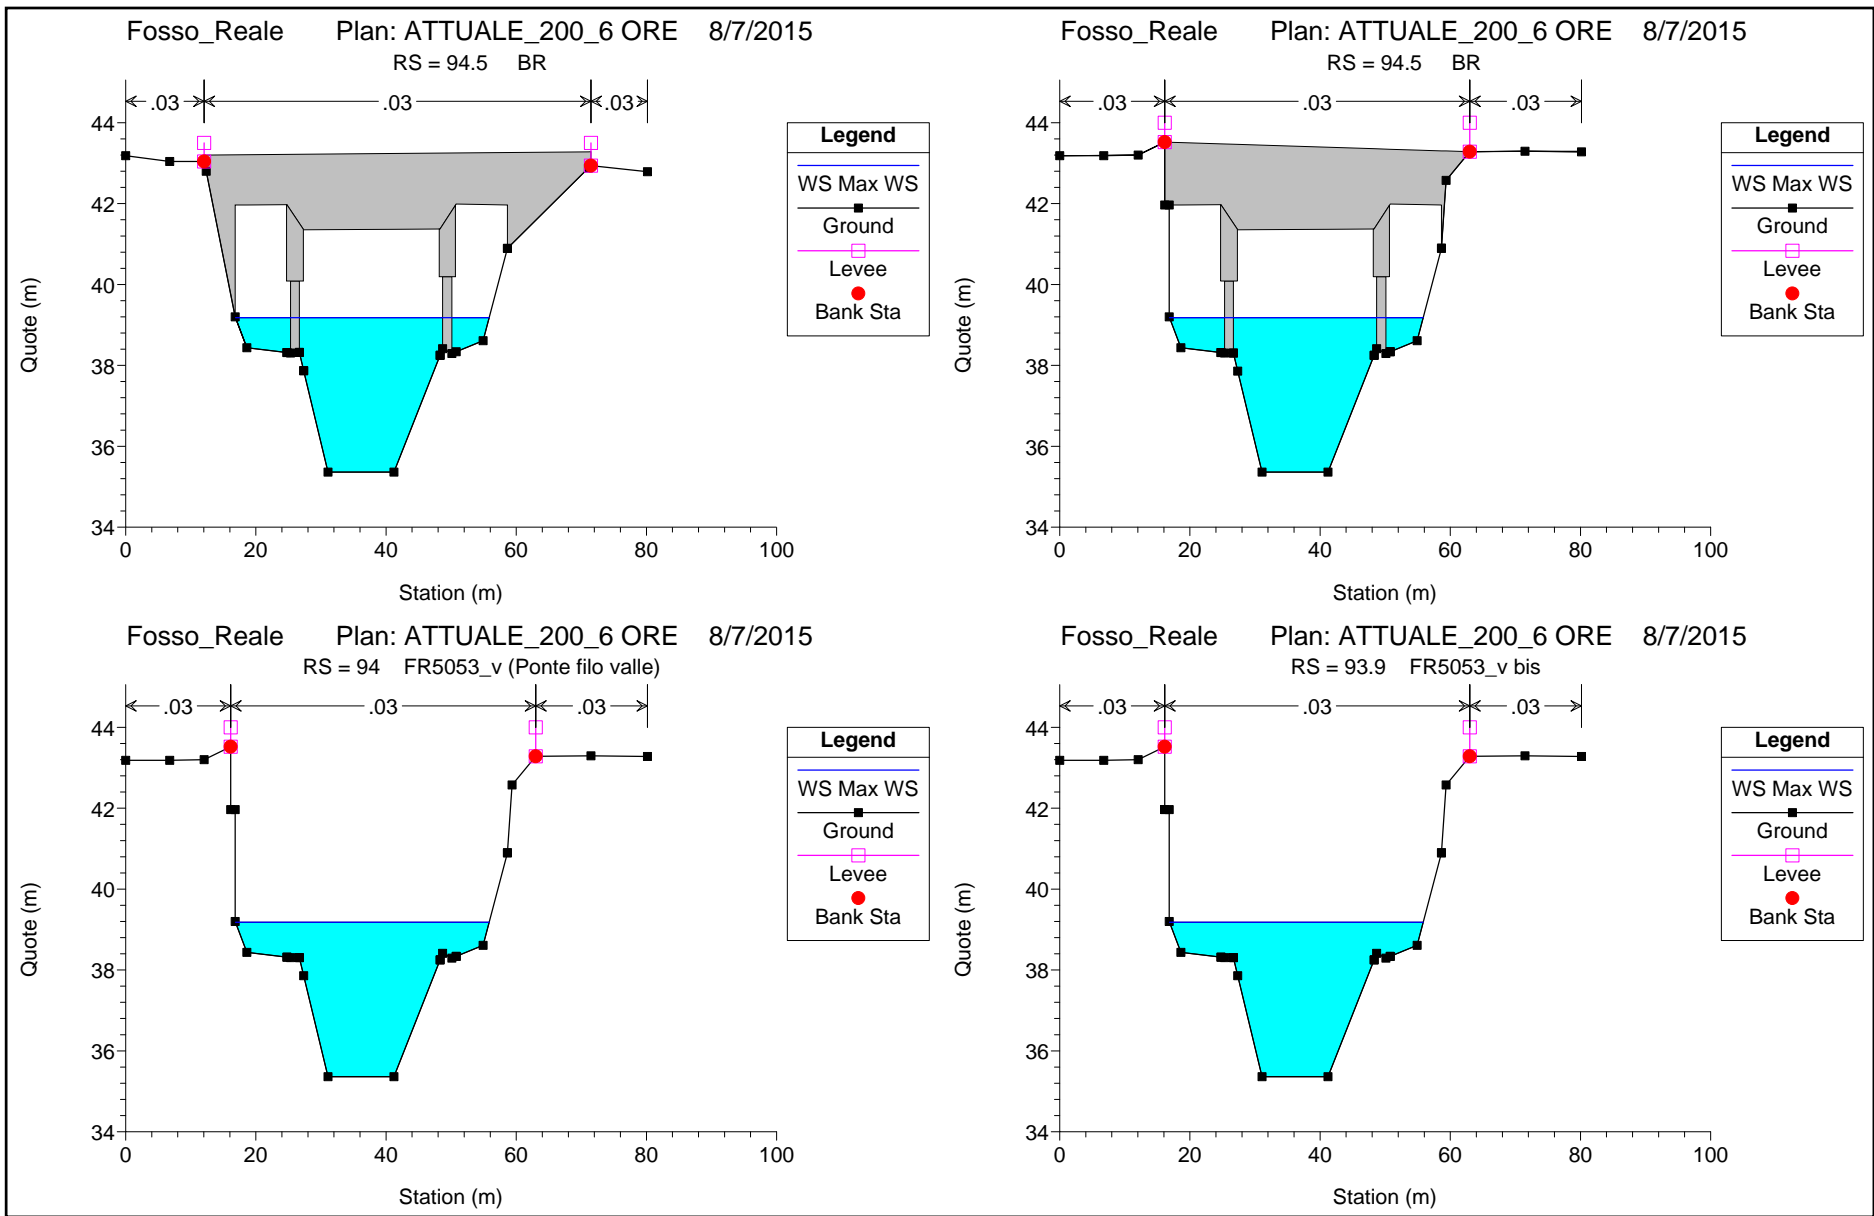 Fosso_Reale Plan: ATTUALE_200_6 ORE 8/7/2015
RS = 94.5 BR
.03 .03 .03
44
42
40
38
36
34
0 20 40 60 80 100
Quote (m)
Station (m)
Legend
WS Max WS
Ground
Levee
Bank Sta
Fosso_Reale Plan: ATTUALE_200_6 ORE 8/7/2015
RS = 94.5 BR
.03 .03 .03
44
42
40
38
36
34
0 20 40 60 80 100
Quote (m)
Station (m)
Legend
WS Max WS
Ground
Levee
Bank Sta
Fosso_Reale Plan: ATTUALE_200_6 ORE 8/7/2015
RS = 94 FR5053_v (Ponte filo valle)
.03 .03 .03
44
42
40
38
36
34
0 20 40 60 80 100
Quote (m)
Station (m)
Legend
WS Max WS
Ground
Levee
Bank Sta
Fosso_Reale Plan: ATTUALE_200_6 ORE 8/7/2015
RS = 93.9 FR5053_v bis
.03 .03 .03
44
42
40
38
36
34
0 20 40 60 80 100
Quote (m)
Station (m)
Legend
WS Max WS
Ground
Levee
Bank Sta